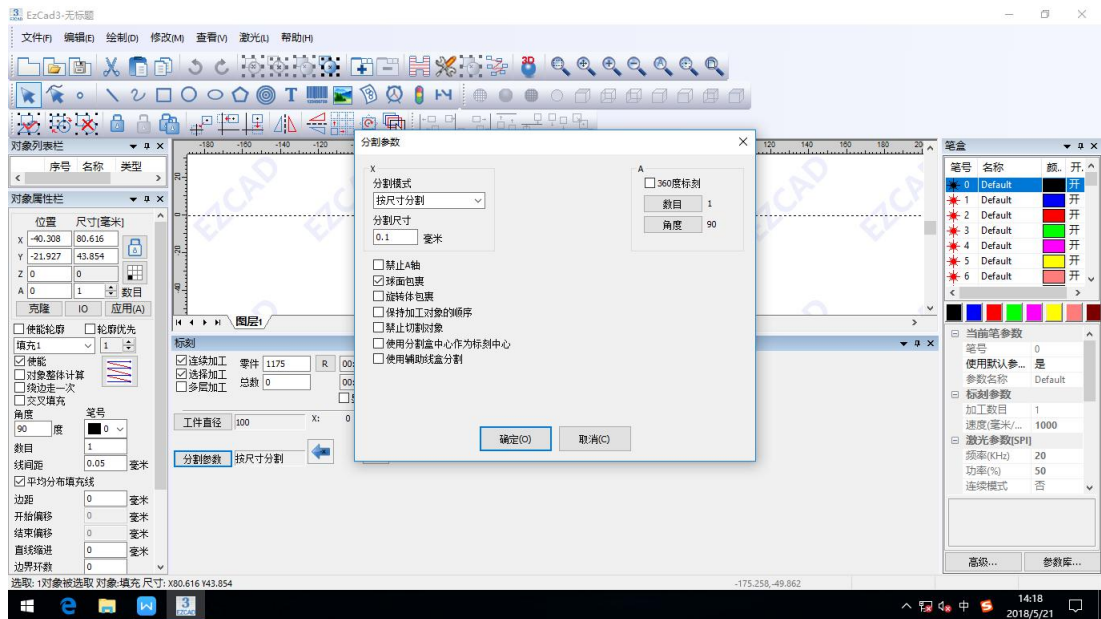 EzCad3-无标题
文件(F) 编辑(E) 绘制(D) 修改(M) 查看(V) 激光(L) 帮助(H)
3D
T
对象列表栏
序号 名称 类型
对象属性栏
位置 尺寸[毫米]
X -40.308 80.616
Y -21.927 43.854
Z 0 0
A 0 1 数目
克隆 IO 应用(A)
使能轮廓 轮廓优先
填充1 1
使能
对象整体计算
绕边走一次
交叉填充
角度 笔号
90 度 0
数目 1
线间距 0.05 毫米
平均分布填充线
边距 0 毫米
开始偏移 0 毫米
结束偏移 0 毫米
直线缩进 0 毫米
边界环数 0
-180 -160 -140 -120 120 140 160 180 20
EZCAD
EZCAD
EZCAD
图层1
标刻
连续加工 零件 1175 R 00:
选择加工 总数 0 00:
多层加工
工件直径 100 X: 0
分割参数 按尺寸分割
分割参数
X
分割模式
按尺寸分割
分割尺寸
0.1 毫米
禁止A轴
球面包裹
旋转体包裹
保持加工对象的顺序
禁止切割对象
使用分割盒中心作为标刻中心
使用辅助线盒分割
A
360度标刻
数目 1
角度 90
确定(O) 取消(C)
笔盒
笔号 名称 颜.. 开.
0 Default 开
1 Default 开
2 Default 开
3 Default 开
4 Default 开
5 Default 开
6 Default 开
当前笔参数
笔号 0
使用默认参... 是
参数名称 Default
标刻参数
加工数目 1
速度(毫米/... 1000
激光参数[SPI]
频率(KHz) 20
功率(%) 50
连续模式 否
高级... 参数库...
选取: 1对象被选取 对象:填充 尺寸: X80.616 Y43.854 -175.258,-49.862
3
EZCAD
中
14:18
2018/5/21